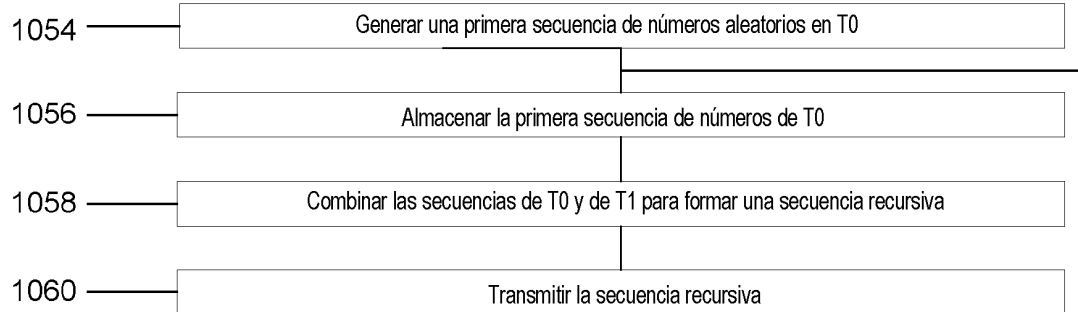 1054 Generar una primera secuencia de números aleatorios en T0
1056 Almacenar la primera secuencia de números de T0
1058 Combinar las secuencias de T0 y de T1 para formar una secuencia recursiva
1060 Transmitir la secuencia recursiva